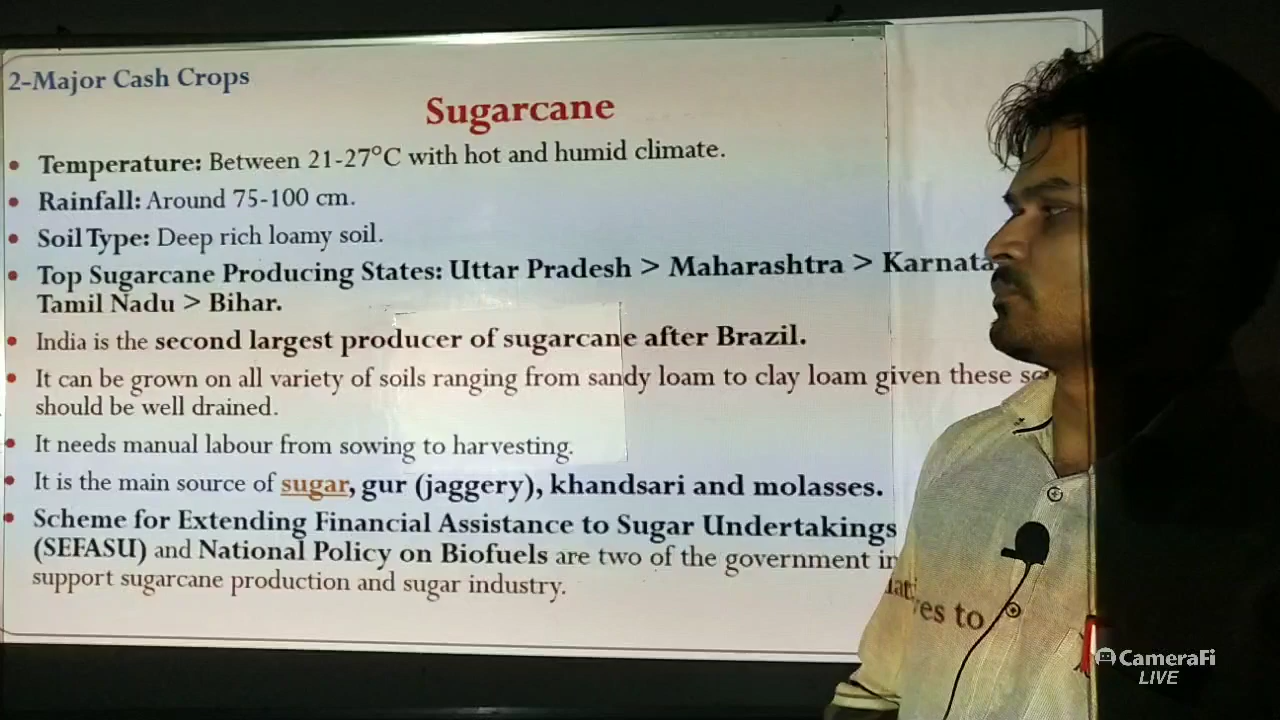 2-Major Cash Crops
Sugarcane
• Temperature: Between 21-27°C with hot and humid climate.
• Rainfall: Around 75-100 cm.
• Soil Type: Deep rich loamy soil.
• Top Sugarcane Producing States: Uttar Pradesh > Maharashtra > Karnata
Tamil Nadu > Bihar.
• India is the second largest producer of sugarcane after Brazil.
• It can be grown on all variety of soils ranging from sandy loam to clay loam given these
should be well drained.
• It needs manual labour from sowing to harvesting.
• It is the main source of sugar, gur (jaggery), khandsari and molasses.
• Scheme for Extending Financial Assistance to Sugar Undertakings
(SEFASU) and National Policy on Biofuels are two of the government to
support sugarcane production and sugar industry.
CameraFi
LIVE